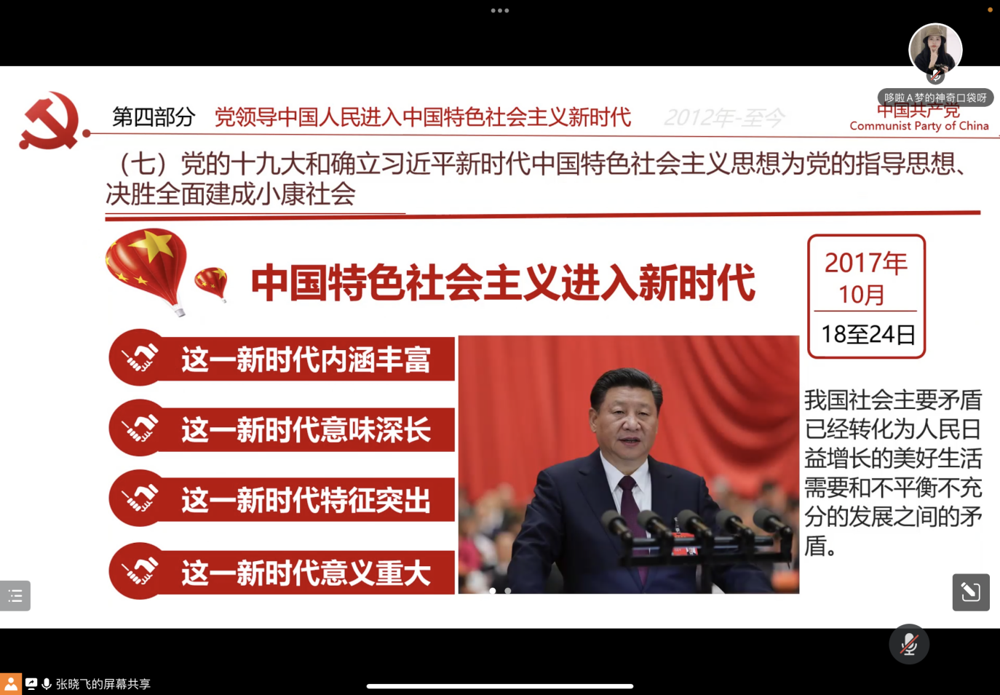 哆啦A梦的神奇口袋呀
第四部分 党领导中国人民进入中国特色社会主义新时代 2012年-至今
中国共产党
Communist Party of China
（七）党的十九大和确立习近平新时代中国特色社会主义思想为党的指导思想、
决胜全面建成小康社会
中国特色社会主义进入新时代
2017年
10月
18至24日
这一新时代内涵丰富
这一新时代意味深长
这一新时代特征突出
这一新时代意义重大
我国社会主要矛盾
已经转化为人民日
益增长的美好生活
需要和不平衡不充
分的发展之间的矛
盾。
张晓飞的屏幕共享